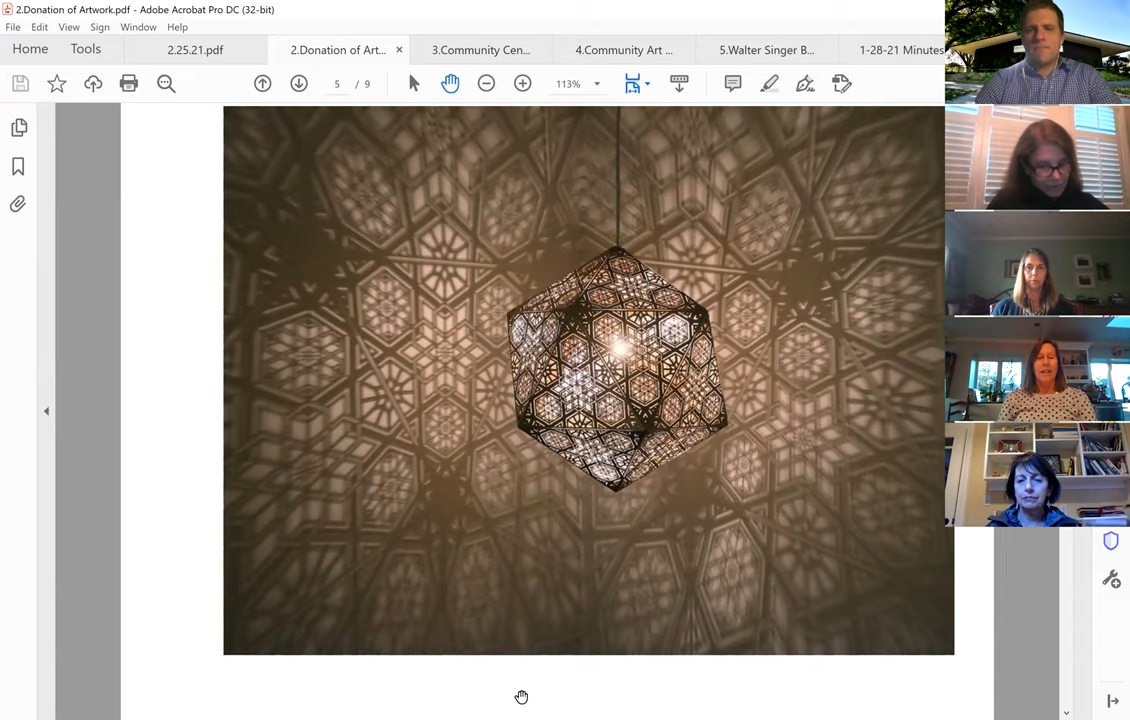 2.Donation of Artwork.pdf - Adobe Acrobat Pro DC (32-bit)
File Edit View Sign Window Help
Home Tools 2.25.21.pdf 2.Donation of Art... × 3.Community Cen... 4.Community Art ... 5.Walter Singer B... 1-28-21 Minutes
5 / 9 113%